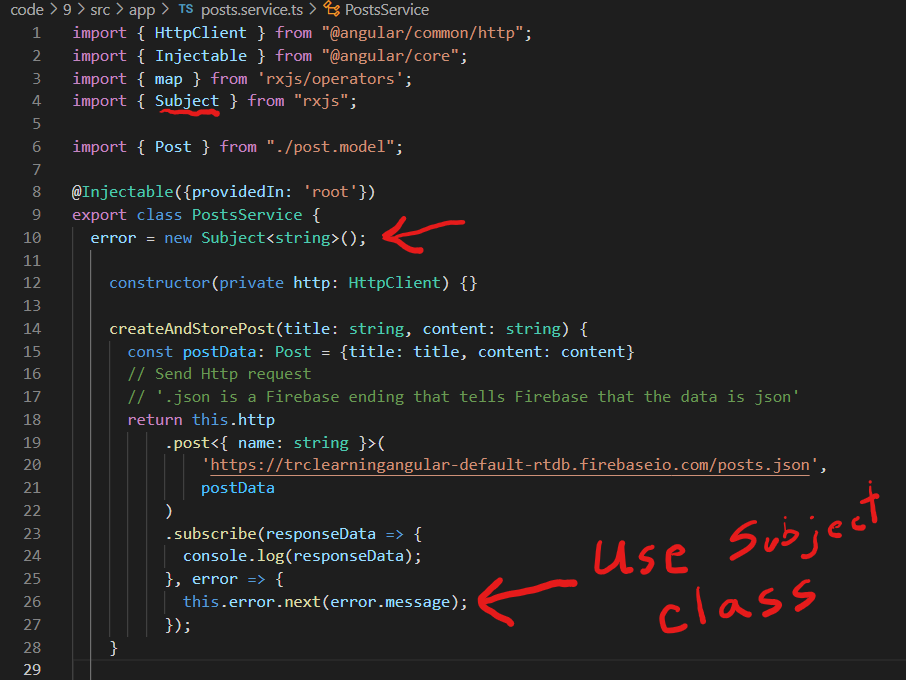 code > 9 > src > app > TS posts.service.ts > PostsService
1 import { HttpClient } from "@angular/common/http";
2 import { Injectable } from "@angular/core";
3 import { map } from 'rxjs/operators';
4 import { Subject } from "rxjs";
5
6 import { Post } from "./post.model";
7
8 @Injectable({providedIn: 'root'})
9 export class PostsService {
10 error = new Subject<string>();
11
12 constructor(private http: HttpClient) {}
13
14 createAndStorePost(title: string, content: string) {
15 const postData: Post = {title: title, content: content}
16 // Send Http request
17 // '.json is a Firebase ending that tells Firebase that the data is json'
18 return this.http
19 .post<{ name: string }>(
20 'https://trclearningangular-default-rtdb.firebaseio.com/posts.json',
21 postData
22 )
23 .subscribe(responseData => {
24 console.log(responseData);
25 }, error => {
26 this.error.next(error.message);
27 });
28 }
29
Use Subject
class